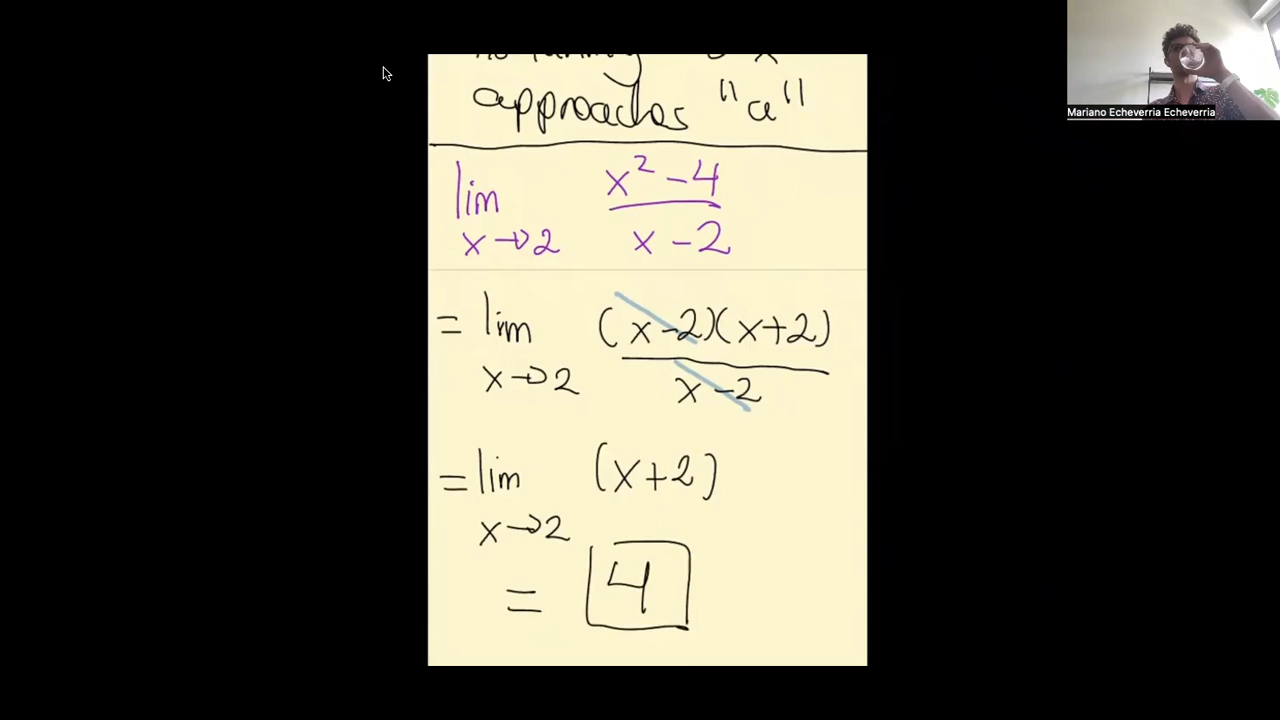 approaches "a"
lim x→2 (x² - 4)/(x - 2)
= lim x→2 ((x-2)(x+2))/(x-2)
= lim x→2 (x+2)
= 4
Mariano Echeverria Echeverria